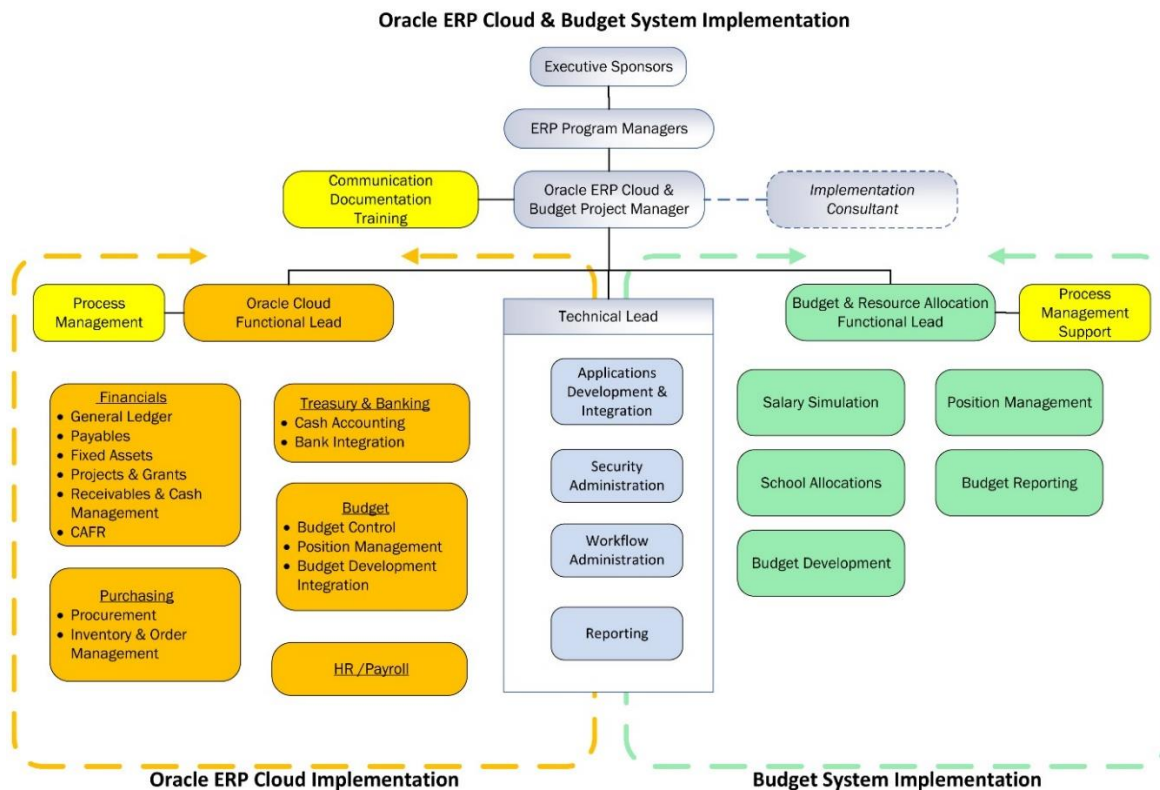 Oracle ERP Cloud & Budget System Implementation
Executive Sponsors
ERP Program Managers
Communication
Documentation
Training
Oracle ERP Cloud &
Budget Project Manager
Implementation
Consultant
Process
Management
Oracle Cloud
Functional Lead
Technical Lead
Budget & Resource Allocation
Functional Lead
Process
Management
Support
Financials
• General Ledger
• Payables
• Fixed Assets
• Projects & Grants
• Receivables & Cash
Management
• CAFR
Purchasing
• Procurement
• Inventory & Order
Management
Treasury & Banking
• Cash Accounting
• Bank Integration
Budget
• Budget Control
• Position Management
• Budget Development
Integration
HR /Payroll
Applications
Development &
Integration
Security
Administration
Workflow
Administration
Reporting
Salary Simulation
Position Management
School Allocations
Budget Reporting
Budget Development
Oracle ERP Cloud Implementation
Budget System Implementation